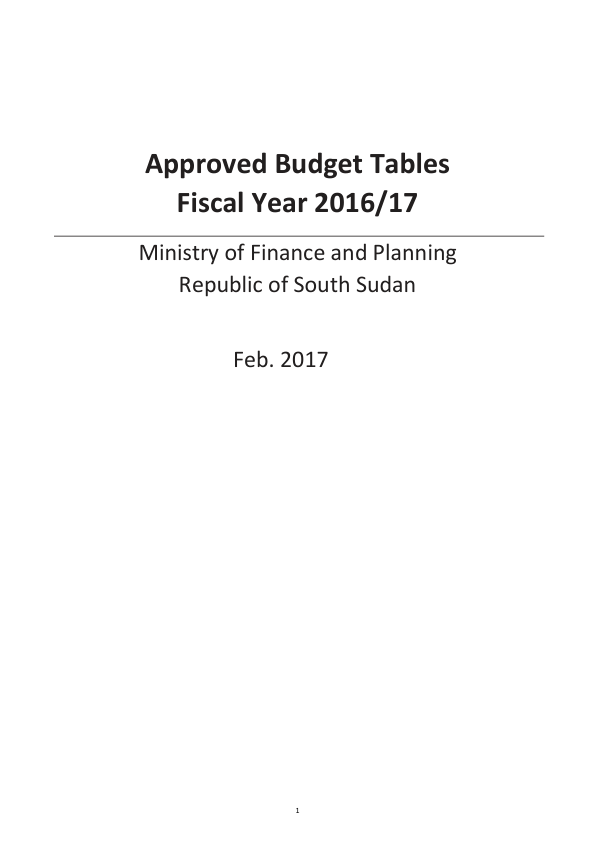 Approved Budget Tables
Fiscal Year 2016/17
Ministry of Finance and Planning
Republic of South Sudan
Feb. 2017
1